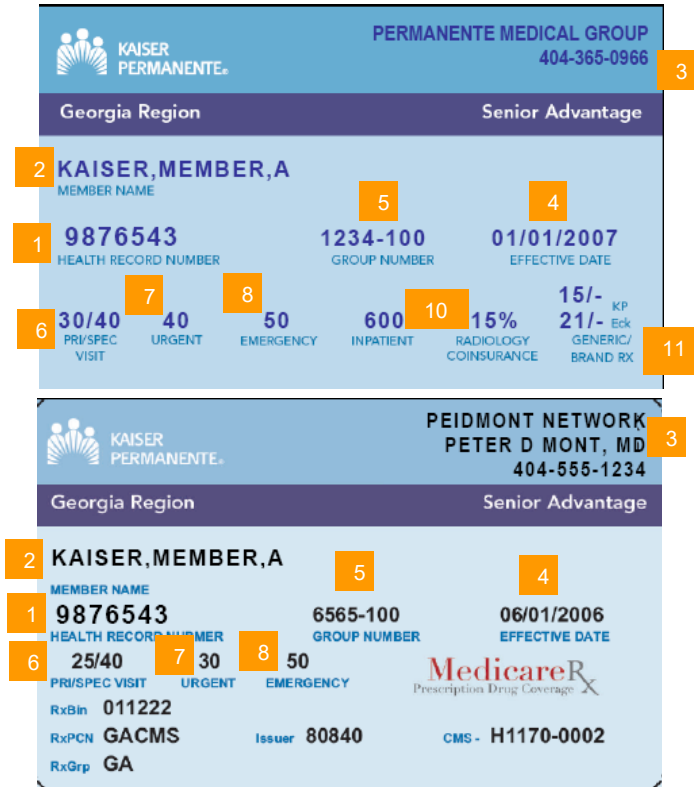 KAISER
PERMANENTE®
PERMANENTE MEDICAL GROUP
404-365-0966
3
Georgia Region Senior Advantage
2 KAISER,MEMBER,A
MEMBER NAME
5 4
1 9876543 1234-100 01/01/2007
HEALTH RECORD NUMBER GROUP NUMBER EFFECTIVE DATE
7 8 10
15/- KP
6 30/40 40 50 600 15% 21/- Eck
PRI/SPEC VISIT URGENT EMERGENCY INPATIENT RADIOLOGY COINSURANCE GENERIC/ BRAND RX 11
KAISER
PERMANENTE®
PEIDMONT NETWORK
PETER D MONT, MD 3
404-555-1234
Georgia Region Senior Advantage
2 KAISER,MEMBER,A
MEMBER NAME
5 4
1 9876543 6565-100 06/01/2006
HEALTH RECORD NURMER GROUP NUMBER EFFECTIVE DATE
6 25/40 7 30 8 50
PRI/SPEC VISIT URGENT EMERGENCY
MedicareRx
Prescription Drug Coverage
RxBin 011222
RxPCN GACMS Issuer 80840 CMS - H1170-0002
RxGrp GA